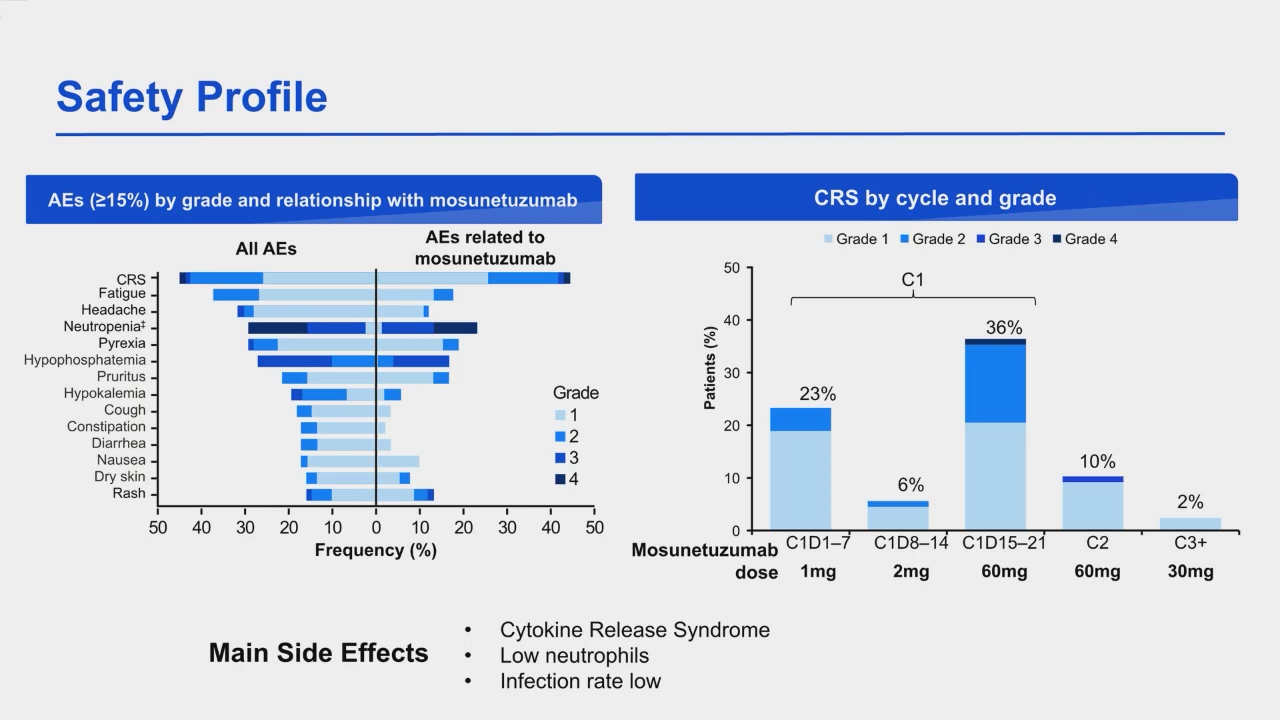 Safety Profile
AEs (≥15%) by grade and relationship with mosunetuzumab
All AEs
AEs related to
mosunetuzumab
CRS
Fatigue
Headache
Neutropenia‡
Pyrexia
Hypophosphatemia
Pruritus
Hypokalemia
Cough
Constipation
Diarrhea
Nausea
Dry skin
Rash
Grade
1
2
3
4
50 40 30 20 10 0 10 20 30 40 50
Frequency (%)
CRS by cycle and grade
Grade 1 Grade 2 Grade 3 Grade 4
Patients (%)
50
40
30
20
10
0
C1
23%
6%
36%
10%
2%
C1D1–7 C1D8–14 C1D15–21 C2 C3+
Mosunetuzumab
dose 1mg 2mg 60mg 60mg 30mg
Main Side Effects
• Cytokine Release Syndrome
• Low neutrophils
• Infection rate low